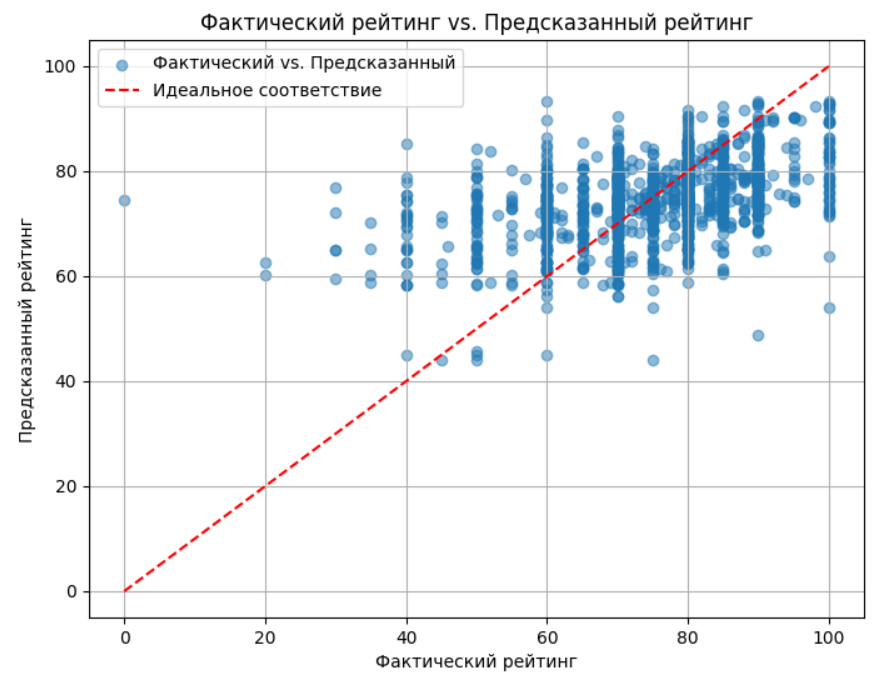 Фактический рейтинг vs. Предсказанный рейтинг
Фактический vs. Предсказанный
Идеальное соответствие
100
80
60
40
20
0
Предсказанный рейтинг
0 20 40 60 80 100
Фактический рейтинг